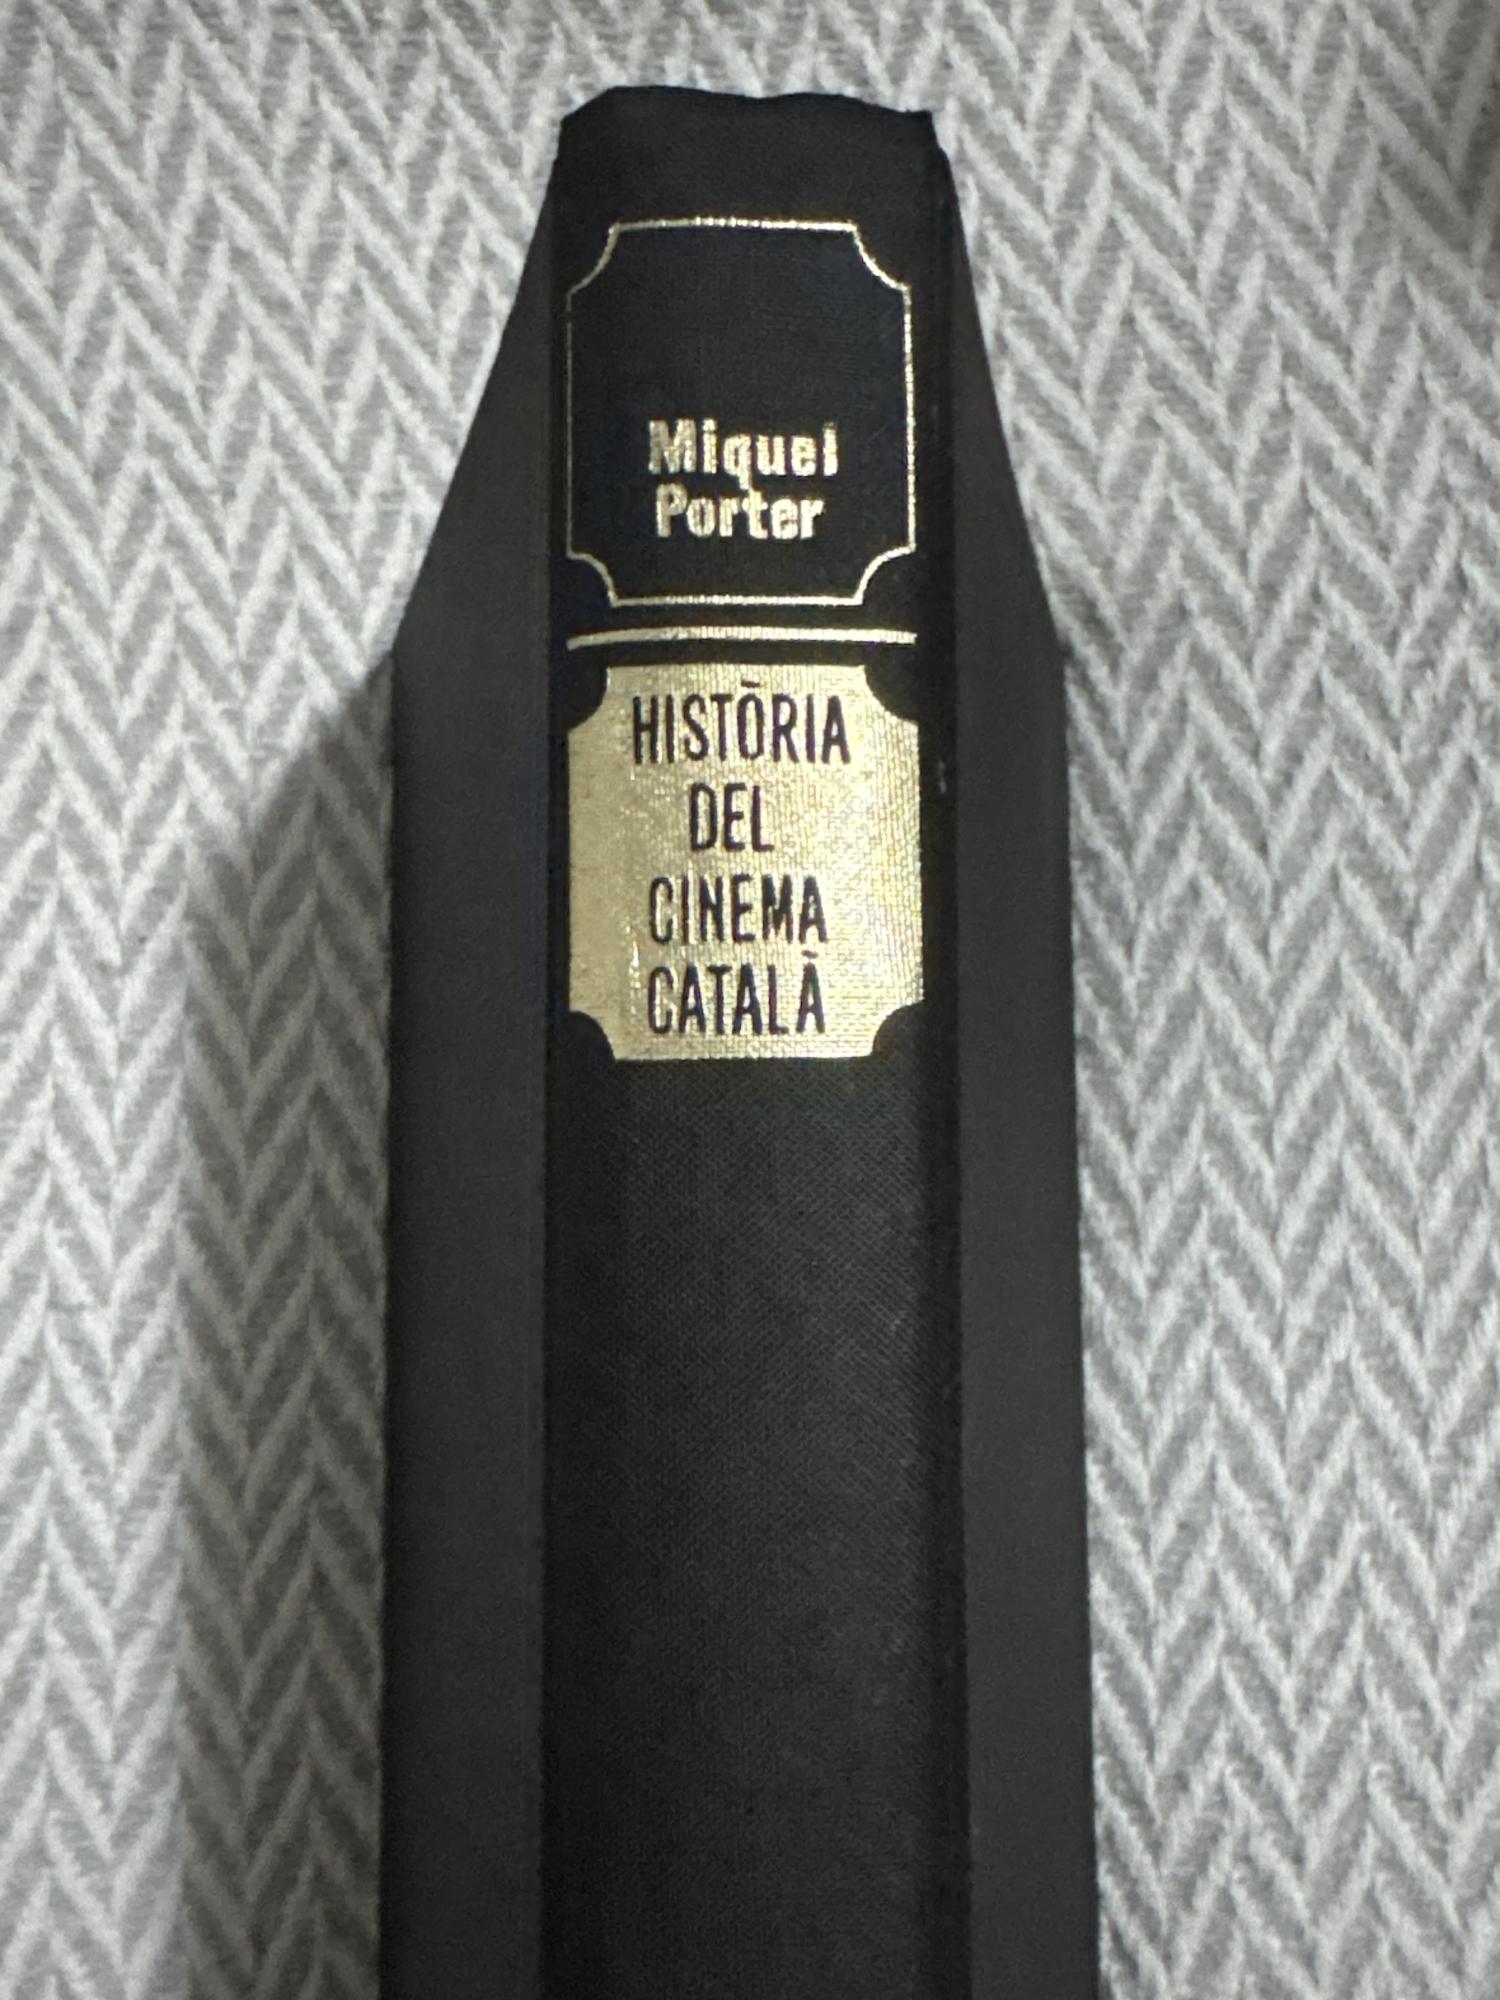 Miquel
Porter
HISTÒRIA
DEL
CINEMA
CATALÀ